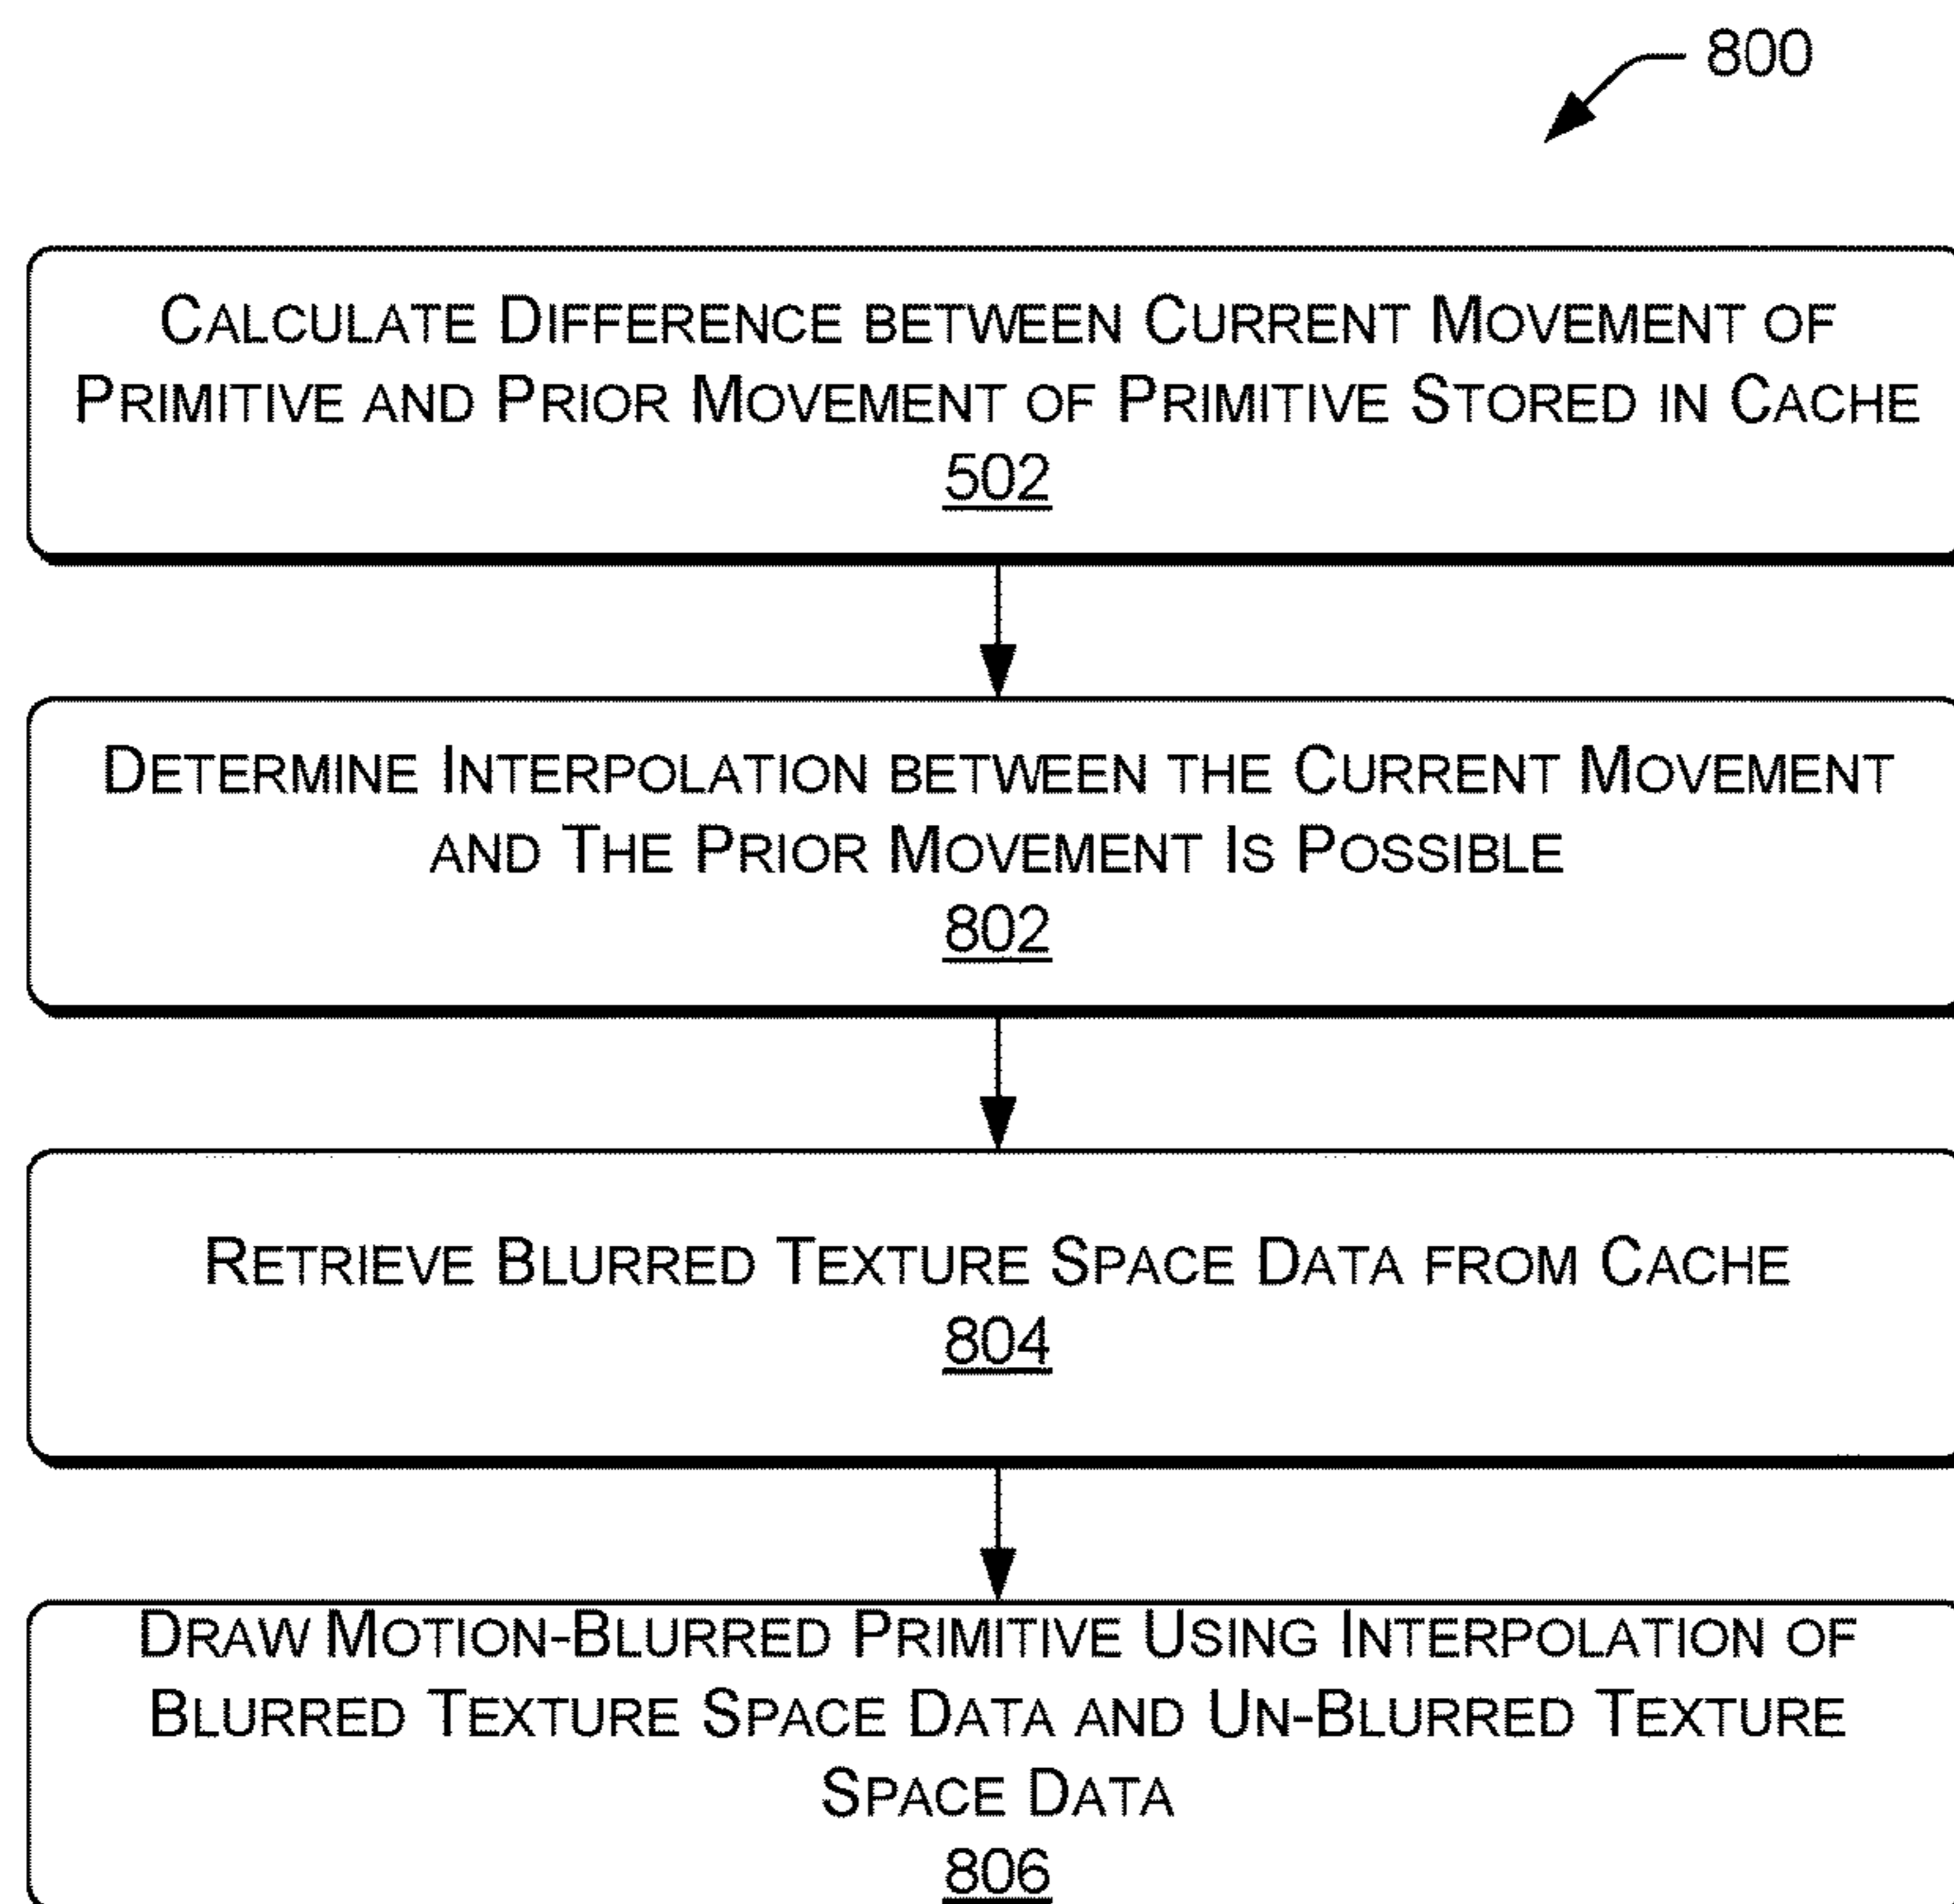 800
CALCULATE DIFFERENCE BETWEEN CURRENT MOVEMENT OF
PRIMITIVE AND PRIOR MOVEMENT OF PRIMITIVE STORED IN CACHE
502
DETERMINE INTERPOLATION BETWEEN THE CURRENT MOVEMENT
AND THE PRIOR MOVEMENT IS POSSIBLE
802
RETRIEVE BLURRED TEXTURE SPACE DATA FROM CACHE
804
DRAW MOTION-BLURRED PRIMITIVE USING INTERPOLATION OF
BLURRED TEXTURE SPACE DATA AND UN-BLURRED TEXTURE
SPACE DATA
806